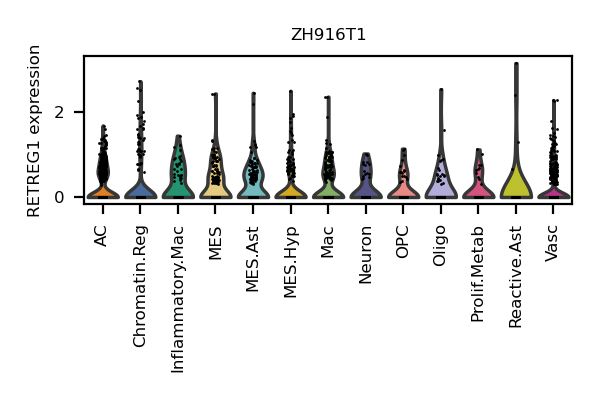 ZH916T1
RETREG1 expression
2
0
AC
Chromatin.Reg
Inflammatory.Mac
MES
MES.Ast
MES.Hyp
Mac
Neuron
OPC
Oligo
Prolif.Metab
Reactive.Ast
Vasc